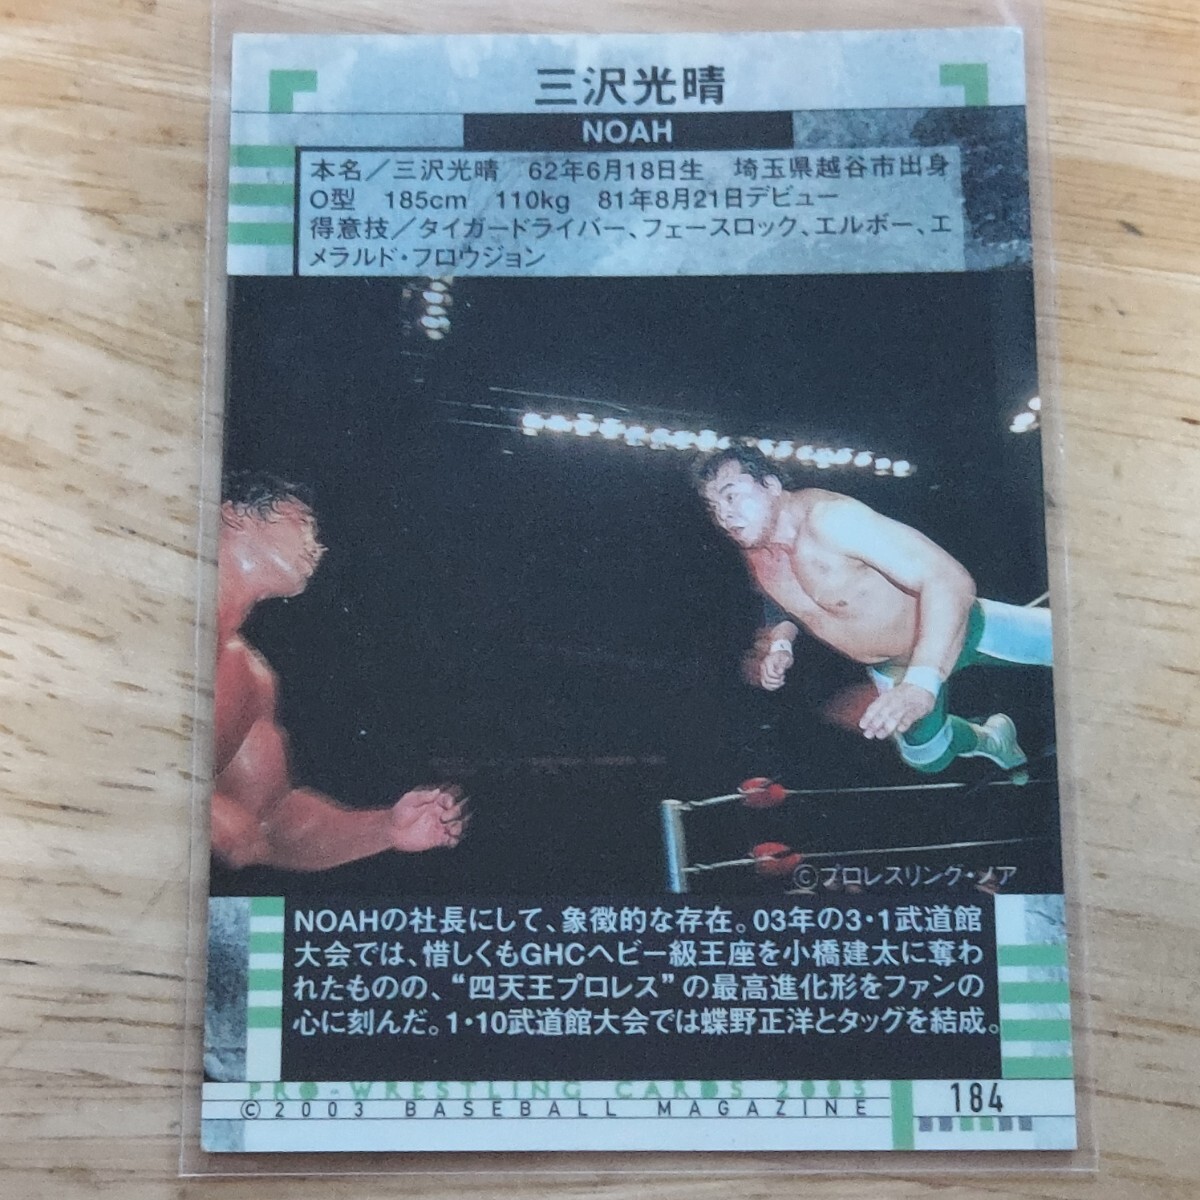 三沢光晴
NOAH
本名／三沢光晴　62年6月18日生　埼玉県越谷市出身
O型　185cm　110kg　81年8月21日デビュー
得意技／タイガードライバー、フェースロック、エルボー、エ
メラルド・フロウジョン
©プロレスリング・ノア
NOAHの社長にして、象徴的な存在。03年の3・1武道館
大会では、惜しくもGHCヘビー級王座を小橋建太に奪わ
れたものの、“四天王プロレス”の最高進化形をファンの
心に刻んだ。1・10武道館大会では蝶野正洋とタッグを結成。
PRO-WRESTLING CARDS 2003
©2003 BASEBALL MAGAZINE
184